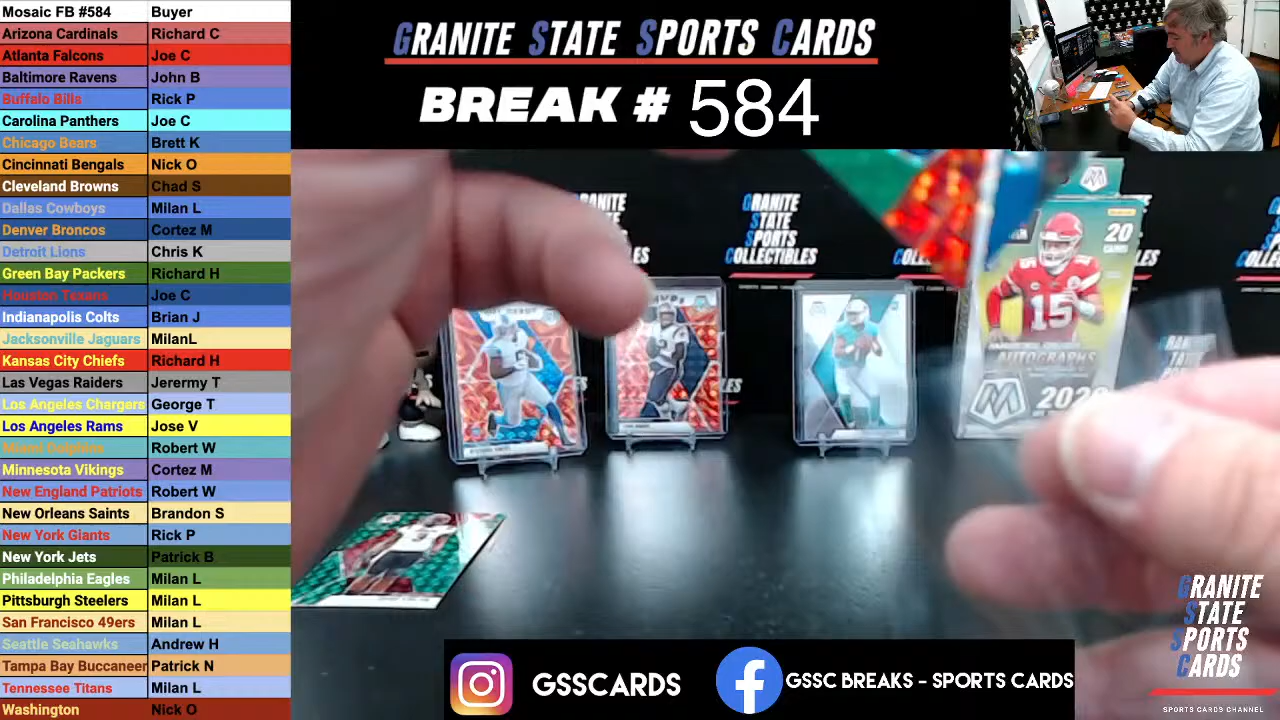 Mosaic FB #584 Buyer
Arizona Cardinals Richard C
Atlanta Falcons Joe C
Baltimore Ravens John B
Buffalo Bills Rick P
Carolina Panthers Joe C
Chicago Bears Brett K
Cincinnati Bengals Nick O
Cleveland Browns Chad S
Dallas Cowboys Milan L
Denver Broncos Cortez M
Detroit Lions Chris K
Green Bay Packers Richard H
Houston Texans Joe C
Indianapolis Colts Brian J
Jacksonville Jaguars MilanL
Kansas City Chiefs Richard H
Las Vegas Raiders Jerermy T
Los Angeles Chargers George T
Los Angeles Rams Jose V
Miami Dolphins Robert W
Minnesota Vikings Cortez M
New England Patriots Robert W
New Orleans Saints Brandon S
New York Giants Rick P
New York Jets Patrick B
Philadelphia Eagles Milan L
Pittsburgh Steelers Milan L
San Francisco 49ers Milan L
Seattle Seahawks Andrew H
Tampa Bay Buccaneer Patrick N
Tennessee Titans Milan L
Washington Nick O
GRANITE STATE SPORTS CARDS
BREAK # 584
GRANITE
STATE
SPORTS
COLLECTIBLES
20
CARDS
15
AUTOGRAPHS
M
2020
GSSCARDS
GSSC BREAKS - SPORTS CARDS
GRANITE
STATE
SPORTS
CARDS
SPORTS CARDS CHANNEL